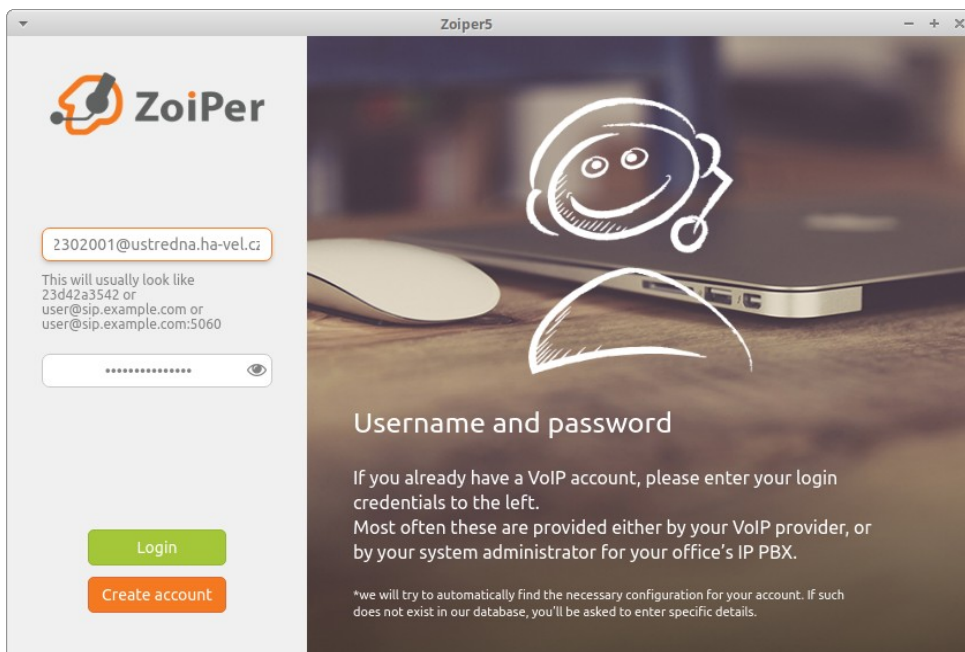 Zoiper5
ZoiPer
2302001@ustredna.ha-vel.cz
This will usually look like
23d42a3542 or
user@sip.example.com or
user@sip.example.com:5060
Login
Create account
Username and password
If you already have a VoIP account, please enter your login
credentials to the left.
Most often these are provided either by your VoIP provider, or
by your system administrator for your office's IP PBX.
*we will try to automatically find the necessary configuration for your account. If such
does not exist in our database, you'll be asked to enter specific details.